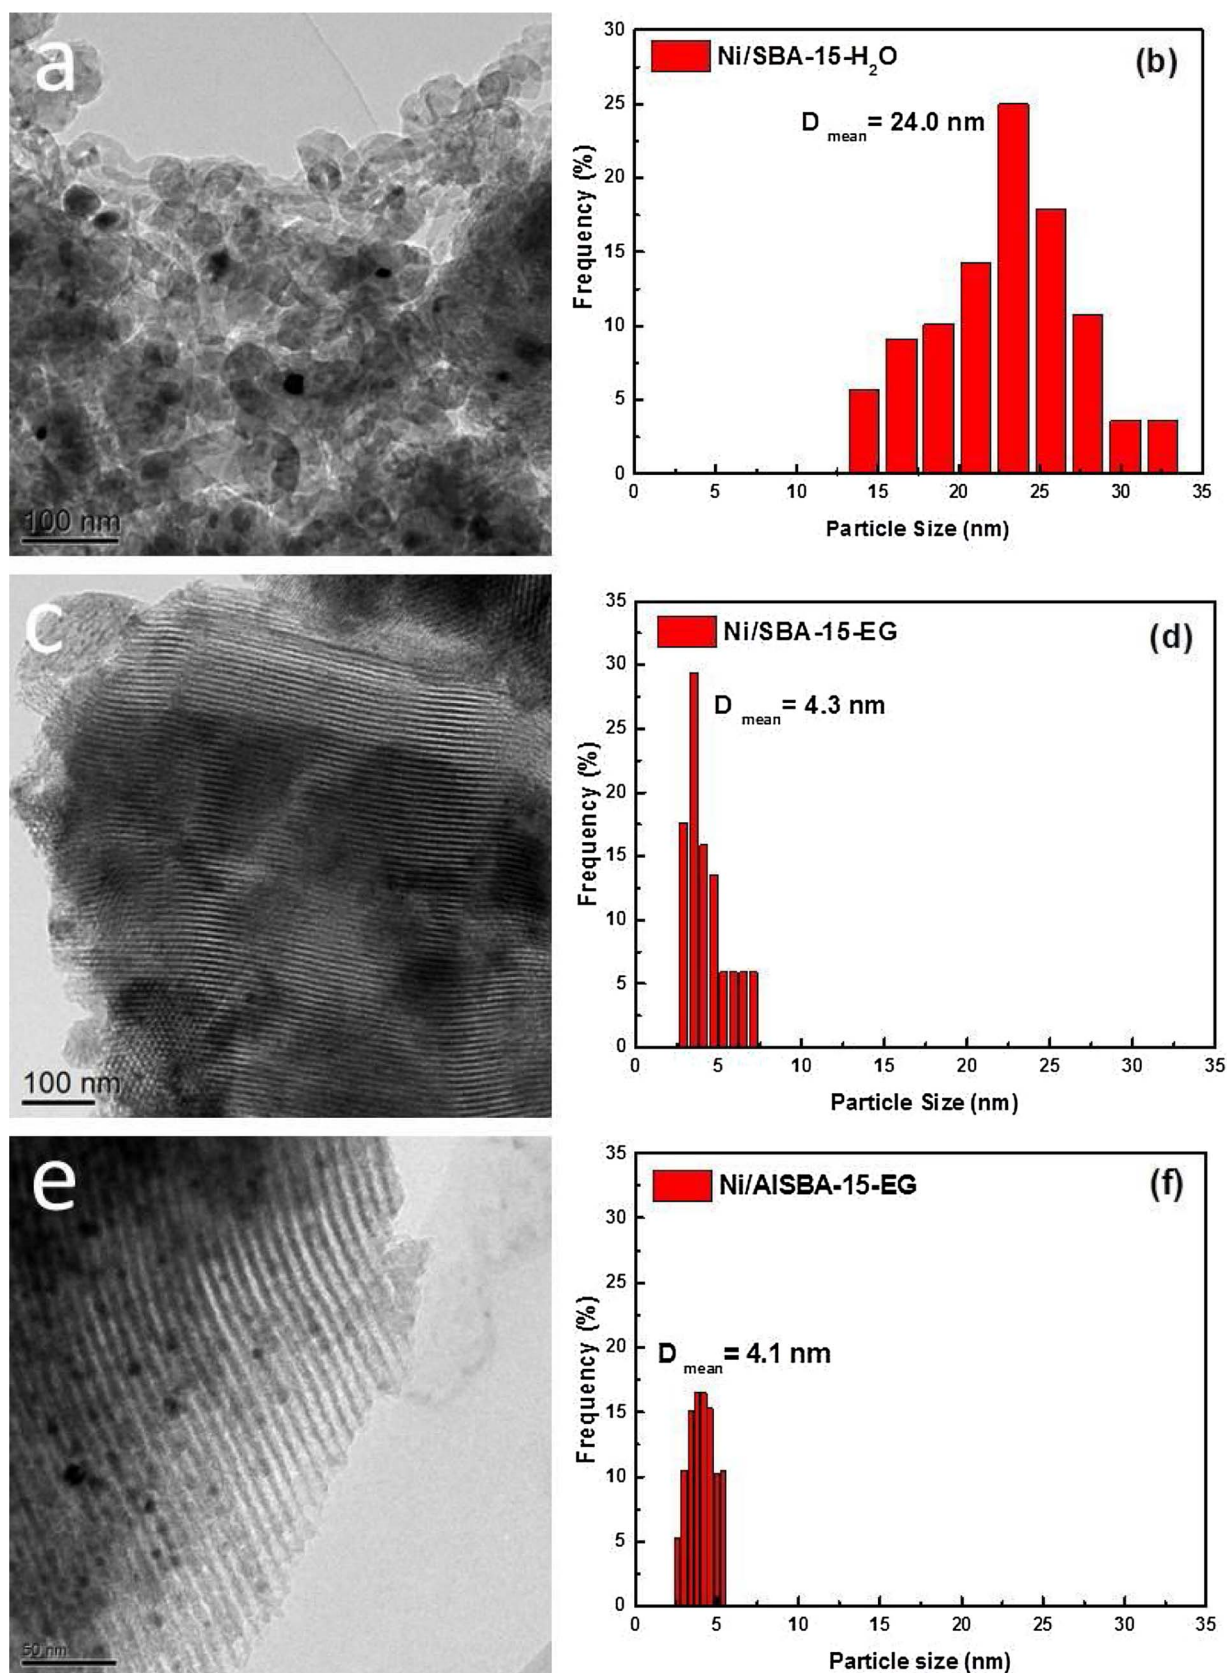 a
100 nm
Ni/SBA-15-H₂O
(b)
D mean = 24.0 nm
30
25
20
15
10
5
0
Frequency (%)
0 5 10 15 20 25 30 35
Particle Size (nm)
c
100 nm
Ni/SBA-15-EG
(d)
D mean = 4.3 nm
35
30
25
20
15
10
5
0
Frequency (%)
0 5 10 15 20 25 30 35
Particle Size (nm)
e
50 nm
Ni/AlSBA-15-EG
(f)
D mean = 4.1 nm
35
30
25
20
15
10
5
0
Frequency (%)
0 5 10 15 20 25 30 35
Particle size (nm)